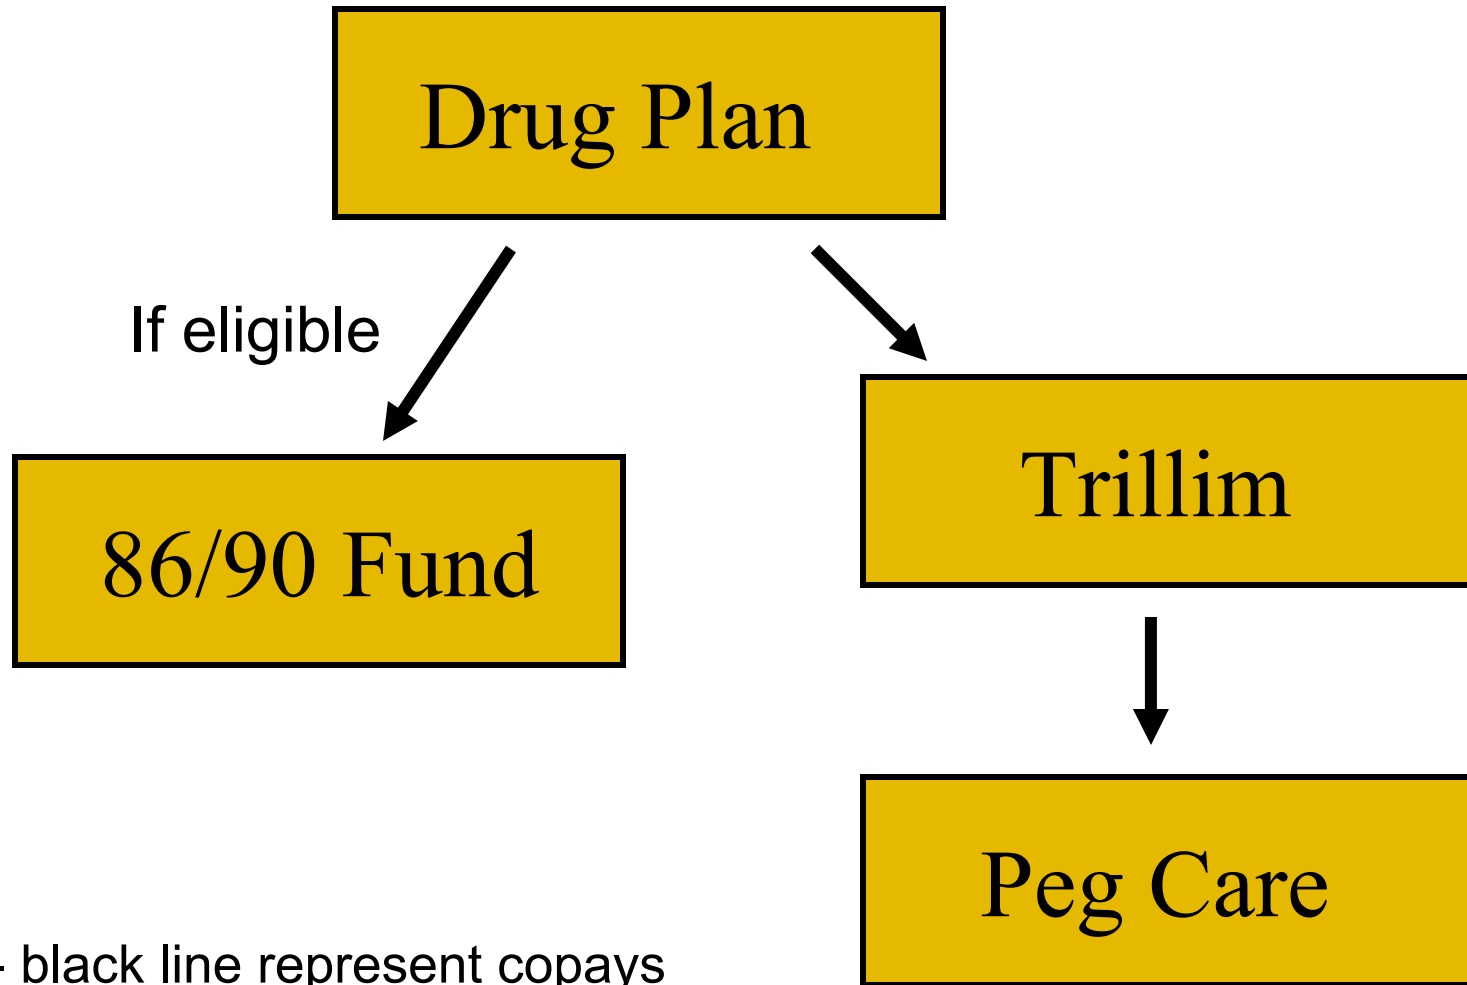 Drug Plan
If eligible
86/90 Fund
Trillim
Peg Care
- black line represent copays